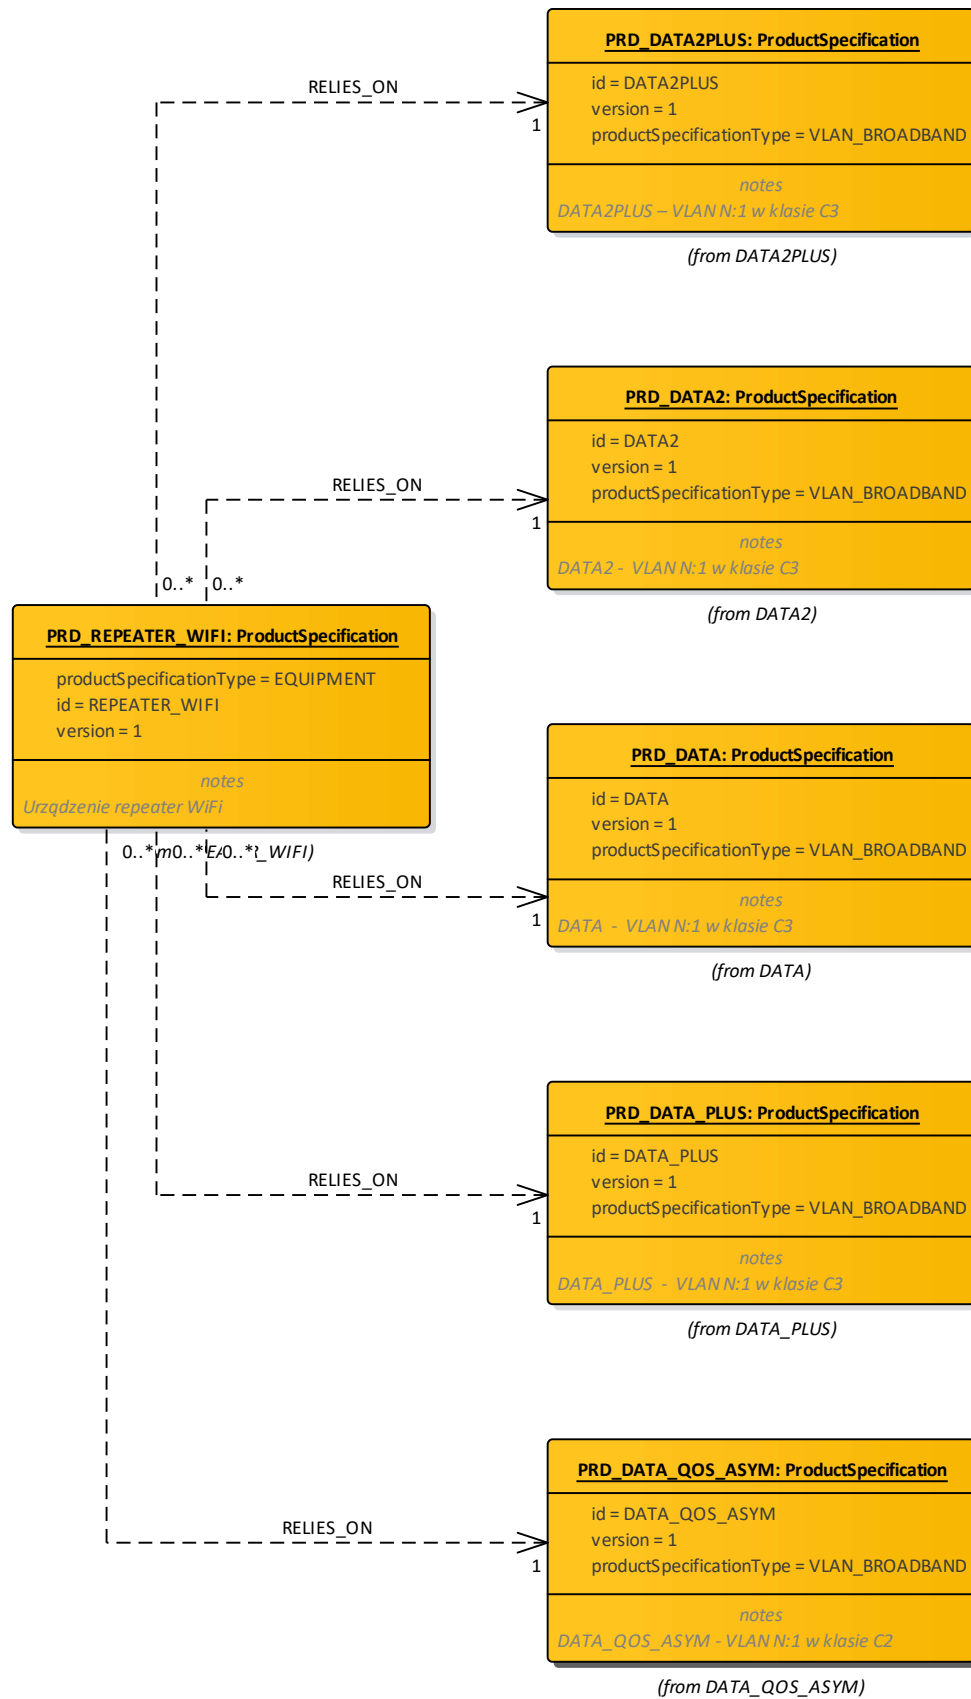 PRD_DATA2PLUS: ProductSpecification
id = DATA2PLUS
version = 1
productSpecificationType = VLAN_BROADBAND
notes
DATA2PLUS – VLAN N:1 w klasie C3
(from DATA2PLUS)
RELIES_ON
1
PRD_DATA2: ProductSpecification
id = DATA2
version = 1
productSpecificationType = VLAN_BROADBAND
notes
DATA2 - VLAN N:1 w klasie C3
(from DATA2)
RELIES_ON
1
0..*
0..*
PRD_REPEATER_WIFI: ProductSpecification
productSpecificationType = EQUIPMENT
id = REPEATER_WIFI
version = 1
notes
Urządzenie repeater WiFi
0..*
0..*
0..*
_WIFI)
PRD_DATA: ProductSpecification
id = DATA
version = 1
productSpecificationType = VLAN_BROADBAND
notes
DATA - VLAN N:1 w klasie C3
(from DATA)
RELIES_ON
1
PRD_DATA_PLUS: ProductSpecification
id = DATA_PLUS
version = 1
productSpecificationType = VLAN_BROADBAND
notes
DATA_PLUS - VLAN N:1 w klasie C3
(from DATA_PLUS)
RELIES_ON
1
PRD_DATA_QOS_ASYM: ProductSpecification
id = DATA_QOS_ASYM
version = 1
productSpecificationType = VLAN_BROADBAND
notes
DATA_QOS_ASYM - VLAN N:1 w klasie C2
(from DATA_QOS_ASYM)
RELIES_ON
1